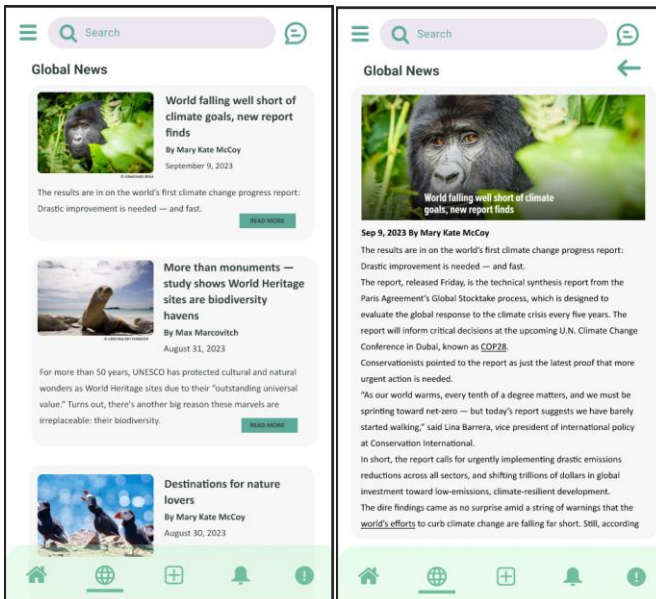 Search
Global News
World falling well short of
climate goals, new report
finds
By Mary Kate McCoy
September 9, 2023
The results are in on the world's first climate change progress report:
Drastic improvement is needed — and fast.
READ MORE
More than monuments —
study shows World Heritage
sites are biodiversity
havens
By Max Marcovitch
August 31, 2023
For more than 50 years, UNESCO has protected cultural and natural
wonders as World Heritage sites due to their "outstanding universal
value." Turns out, there's another big reason these marvels are
irreplaceable: their biodiversity.
READ MORE
Destinations for nature
lovers
By Mary Kate McCoy
August 30, 2023
Search
Global News
World falling well short of climate
goals, new report finds
Sep 9, 2023 By Mary Kate McCoy
The results are in on the world's first climate change progress report:
Drastic improvement is needed — and fast.
The report, released Friday, is the technical synthesis report from the
Paris Agreement's Global Stocktake process, which is designed to
evaluate the global response to the climate crisis every five years. The
report will inform critical decisions at the upcoming U.N. Climate Change
Conference in Dubai, known as COP28.
Conservationists pointed to the report as just the latest proof that more
urgent action is needed.
"As our world warms, every tenth of a degree matters, and we must be
sprinting toward net-zero — but today's report suggests we have barely
started walking," said Lina Barrera, vice president of international policy
at Conservation International.
In short, the report calls for urgently implementing drastic emissions
reductions across all sectors, and shifting trillions of dollars in global
investment toward low-emissions, climate-resilient development.
The dire findings came as no surprise amid a string of warnings that the
world's efforts to curb climate change are falling far short. Still, according